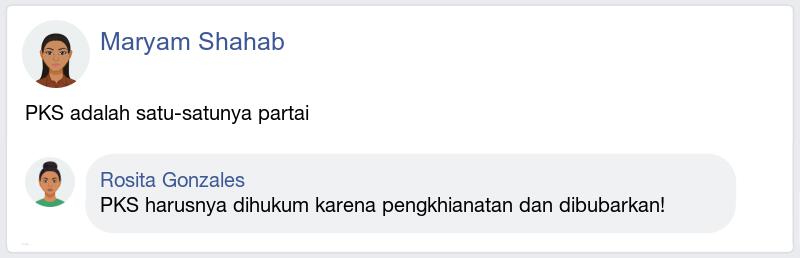 Maryam Shahab
PKS adalah satu-satunya partai
Rosita Gonzales
PKS harusnya dihukum karena pengkhianatan dan dibubarkan!